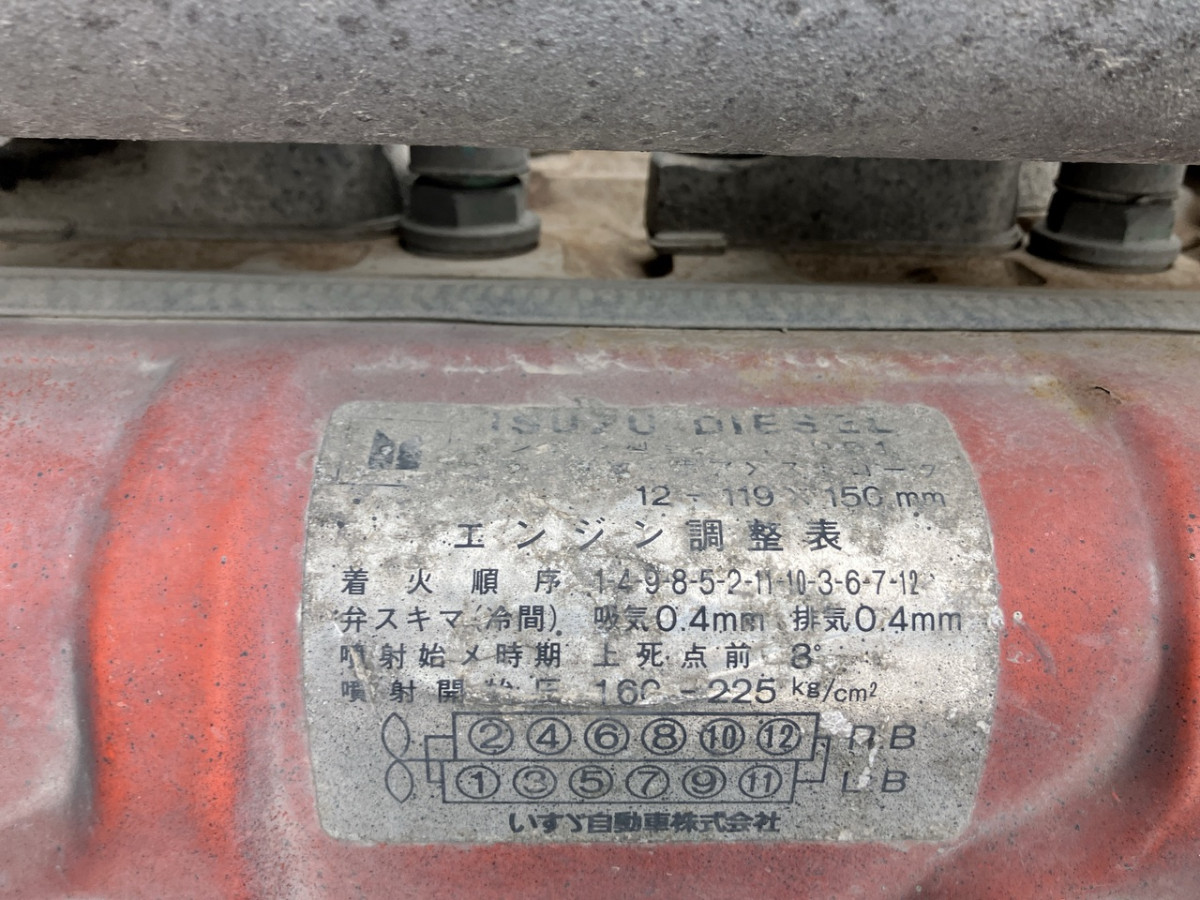 ISUZU DIESEL
12 - 119 × 150 mm
エンジン調整表
着火順序 1-4-9-8-5-2-11-10-3-6-7-12
弁スキマ(冷間) 吸気0.4mm 排気0.4mm
噴射始メ時期 上死点前 8°
噴射開始圧 160 - 225 kg/cm²
② ④ ⑥ ⑧ ⑩ ⑫ R.B
① ③ ⑤ ⑦ ⑨ ⑪ L.B
いすゞ自動車株式会社